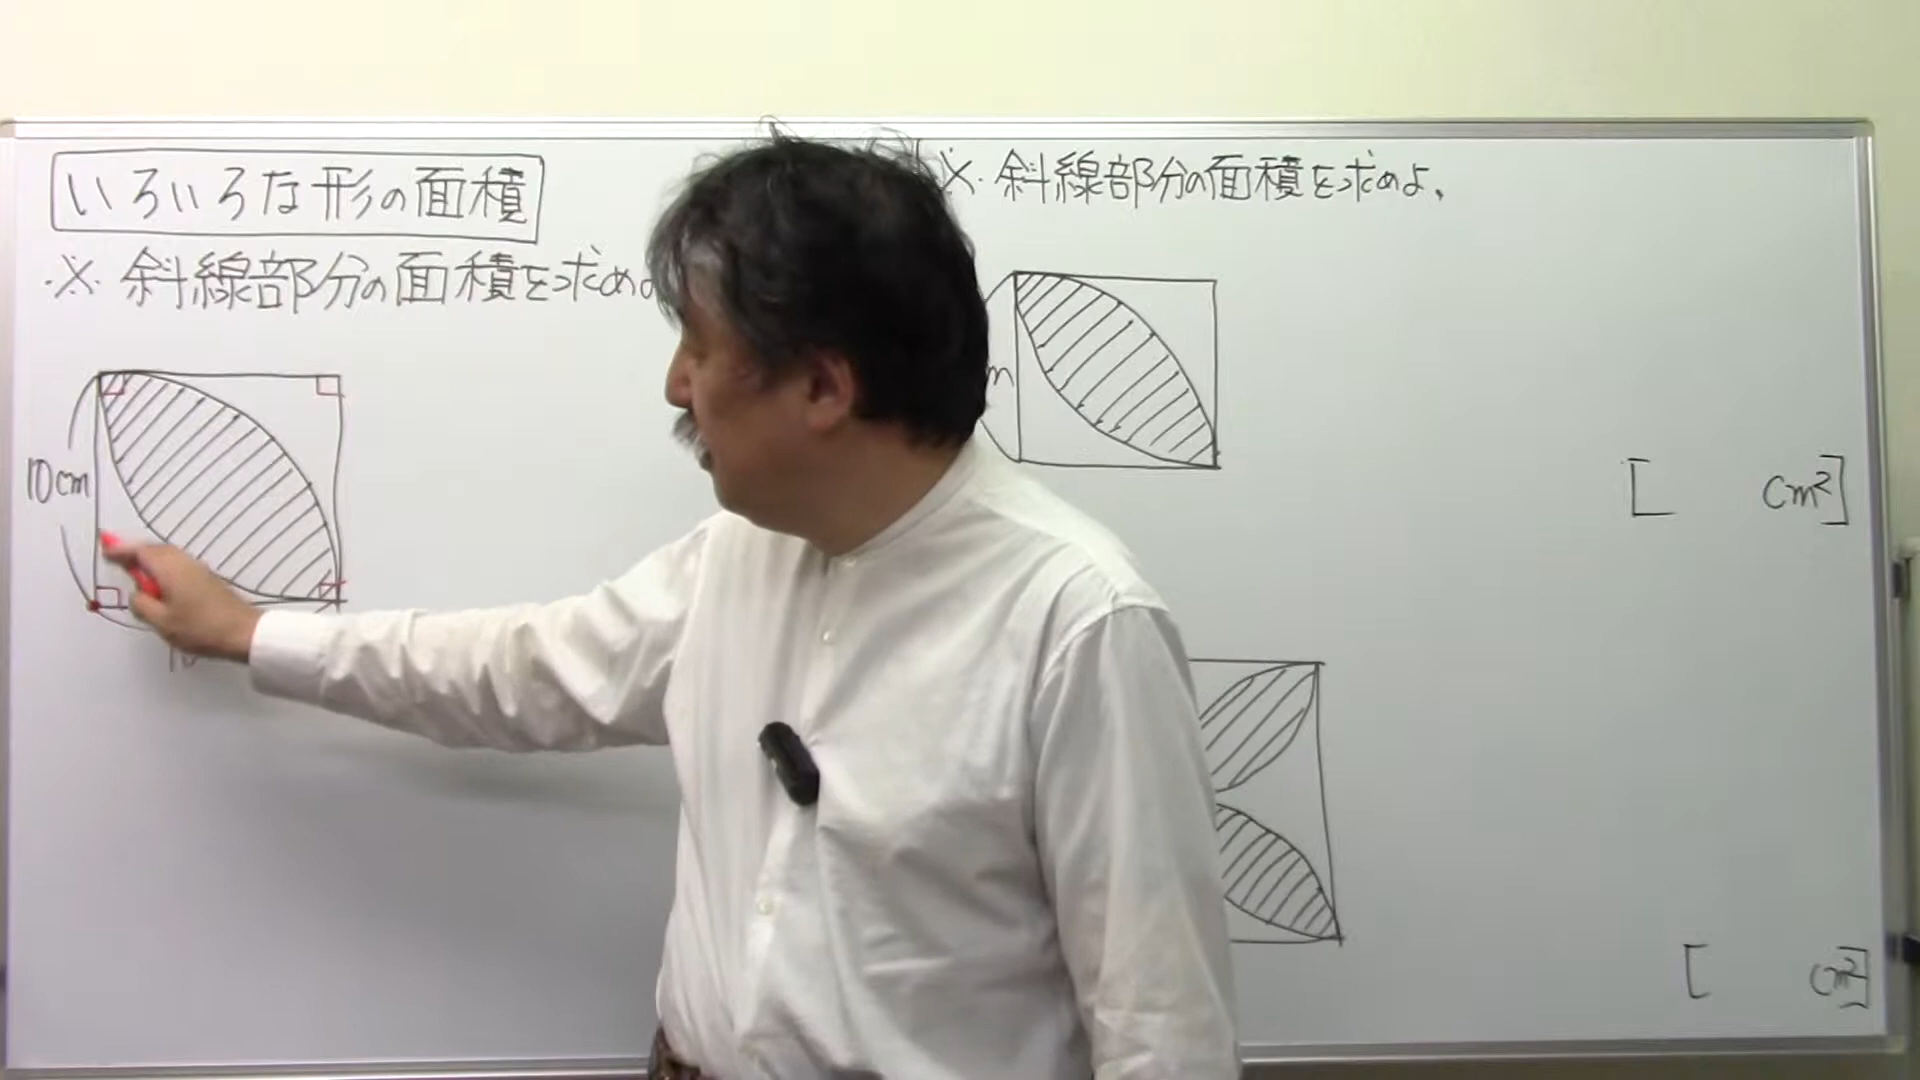 いろいろな形の面積
※ 斜線部分の面積を求め
10cm
※ 斜線部分の面積を求めよ.
[ cm²]
[ cm²]